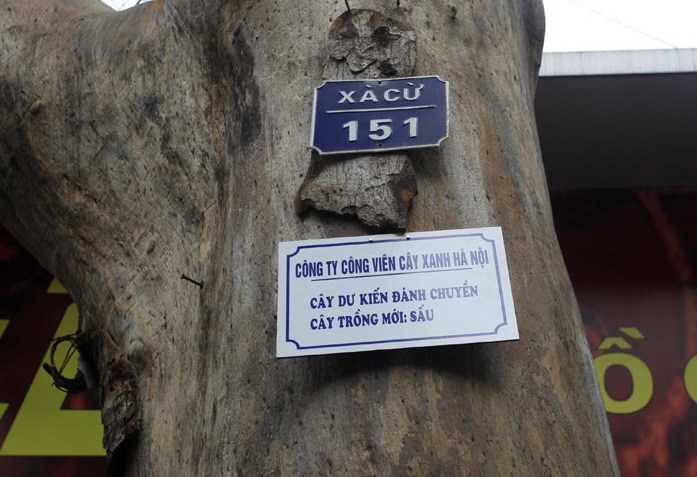 XÀ CỪ
151
CÔNG TY CÔNG VIÊN CÂY XANH HÀ NỘI
CÂY DỰ KIẾN ĐÁNH CHUYỂN
CÂY TRỒNG MỚI: SẤU